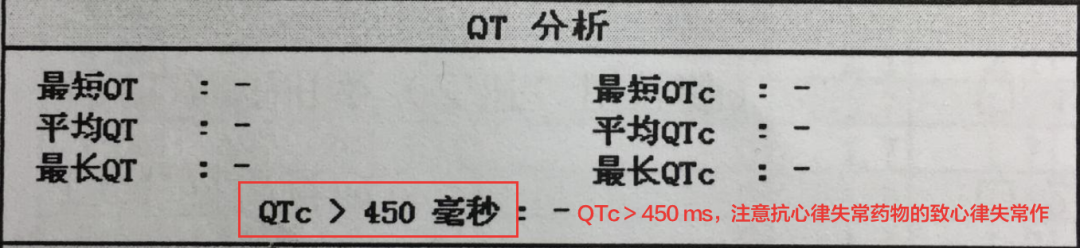 QT 分析
最短QT : - 最短QTc : -
平均QT : - 平均QTc : -
最长QT : - 最长QTc : -
QTc > 450 毫秒 : - QTc > 450 ms，注意抗心律失常药物的致心律失常作